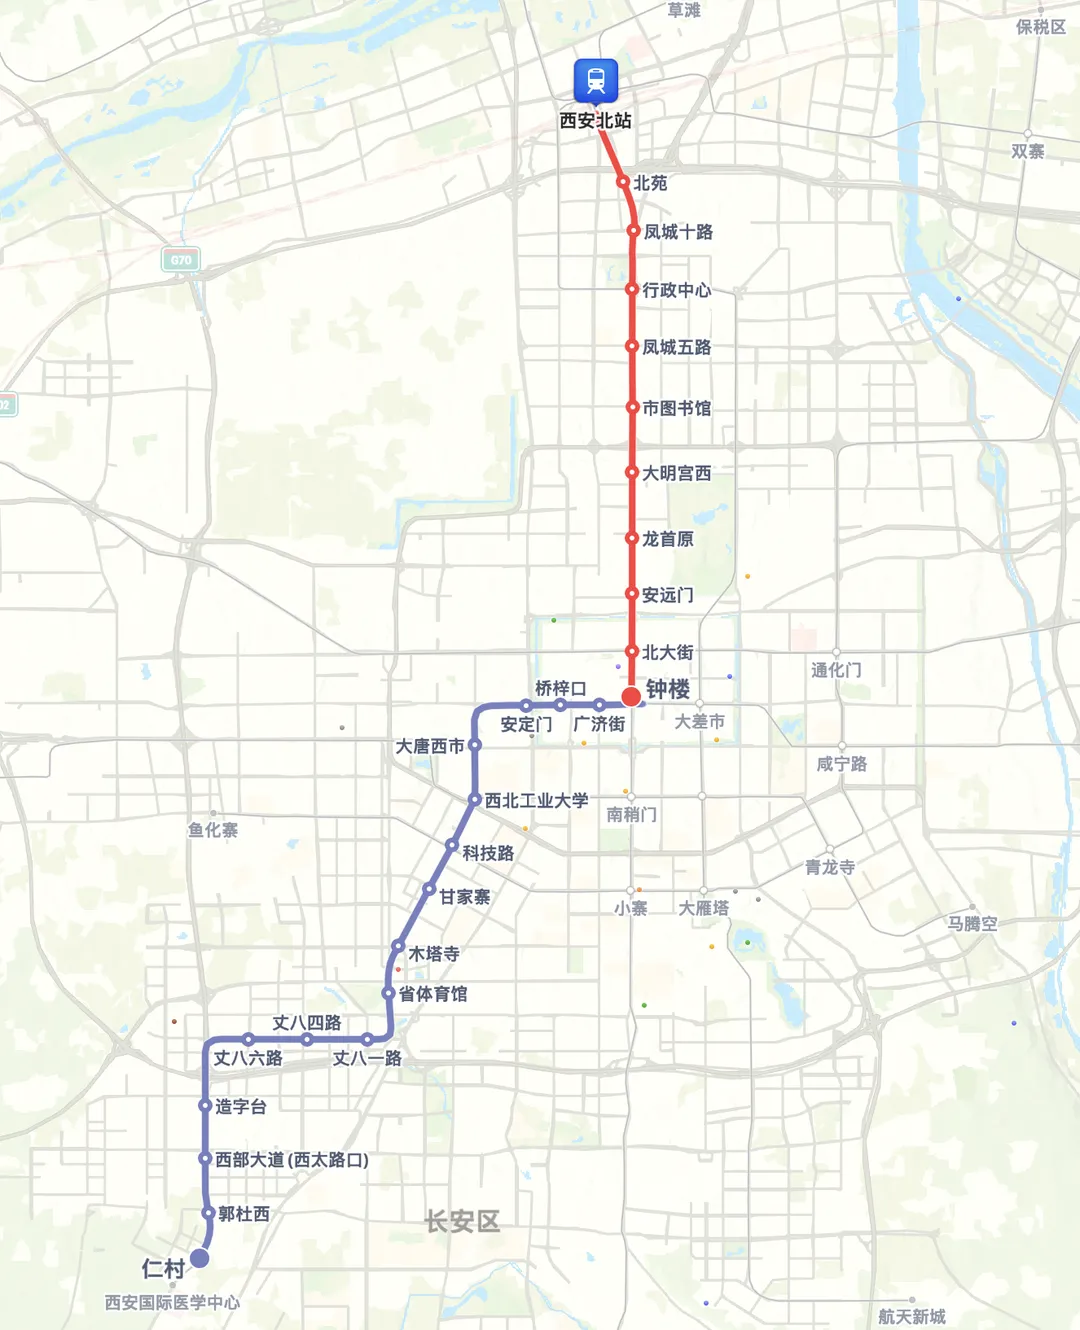 草滩
保税区
西安北站
双寨
北苑
凤城十路
G70
行政中心
凤城五路
02
市图书馆
大明宫西
龙首原
安远门
北大街
通化门
桥梓口
钟楼
安定门
广济街
大差市
大唐西市
咸宁路
西北工业大学
南稍门
鱼化寨
科技路
青龙寺
甘家寨
小寨
大雁塔
马腾空
木塔寺
省体育馆
丈八四路
丈八六路
丈八一路
造字台
西部大道(西太路口)
郭杜西
长安区
仁村
西安国际医学中心
航天新城